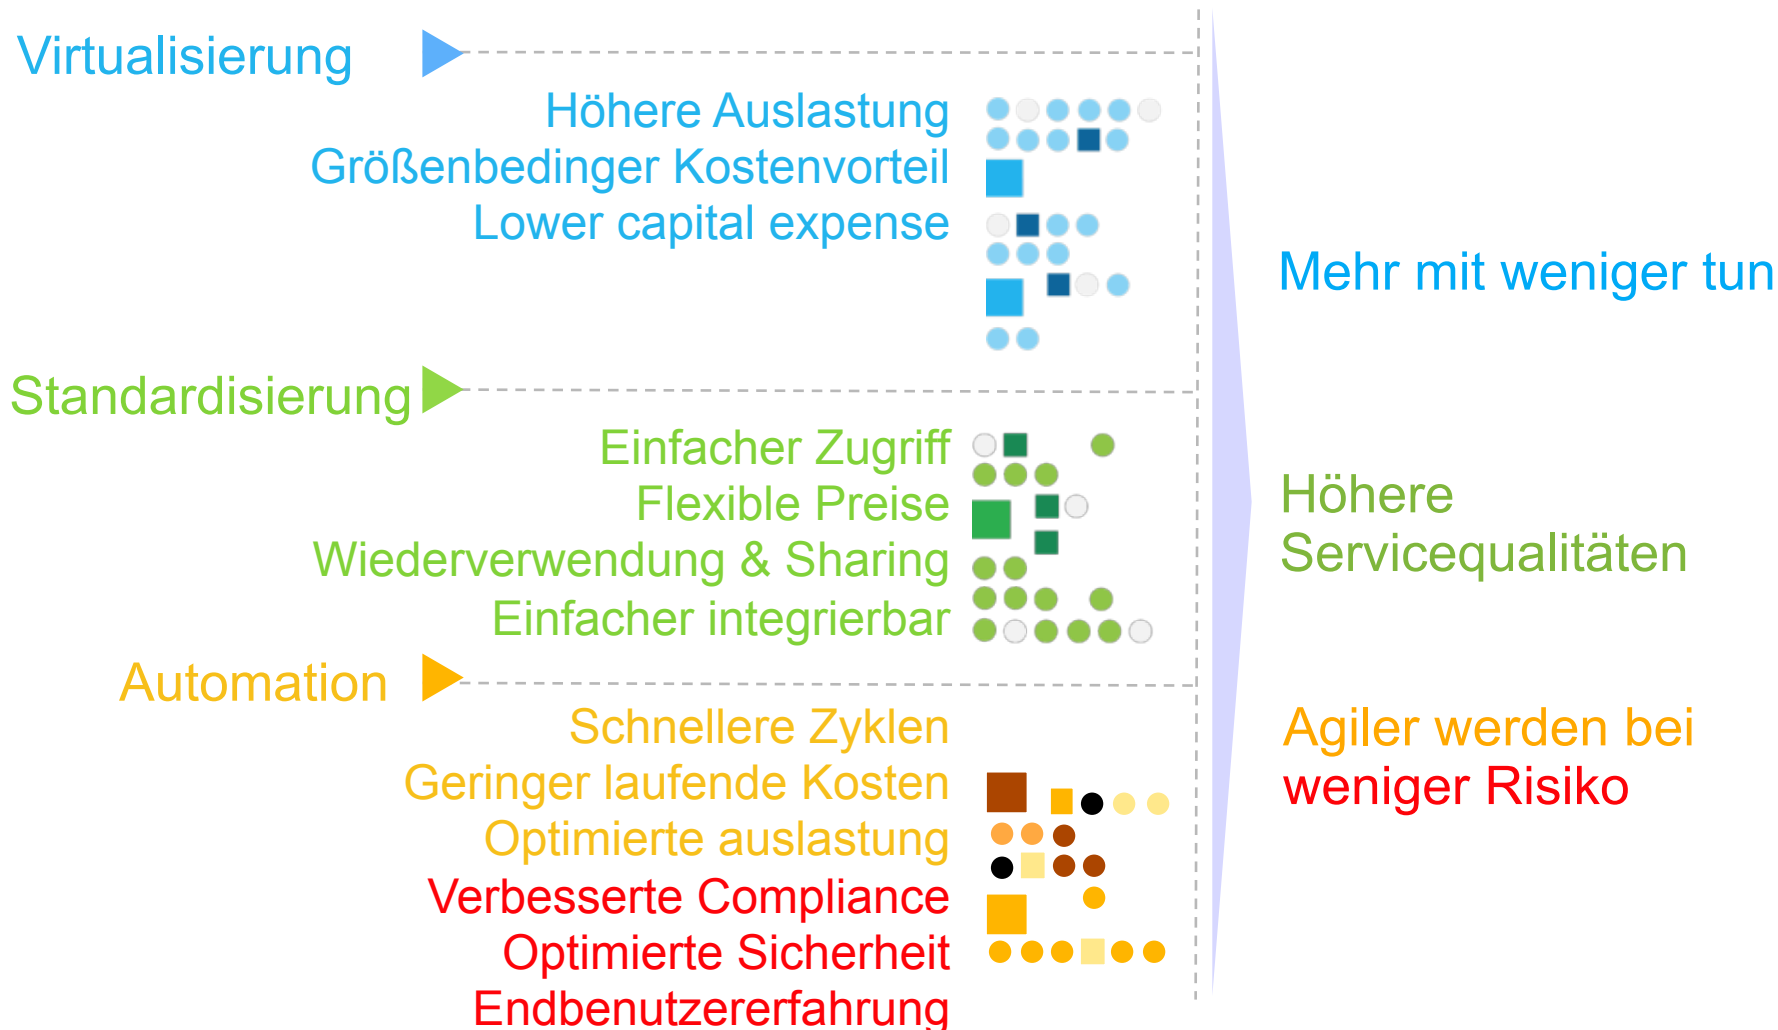 Virtualisierung
Höhere Auslastung
Größenbedinger Kostenvorteil
Lower capital expense
Mehr mit weniger tun
Standardisierung
Einfacher Zugriff
Flexible Preise
Wiederverwendung & Sharing
Einfacher integrierbar
Höhere
Servicequalitäten
Automation
Schnellere Zyklen
Geringer laufende Kosten
Optimierte auslastung
Verbesserte Compliance
Optimierte Sicherheit
Endbenutzererfahrung
Agiler werden bei
weniger Risiko